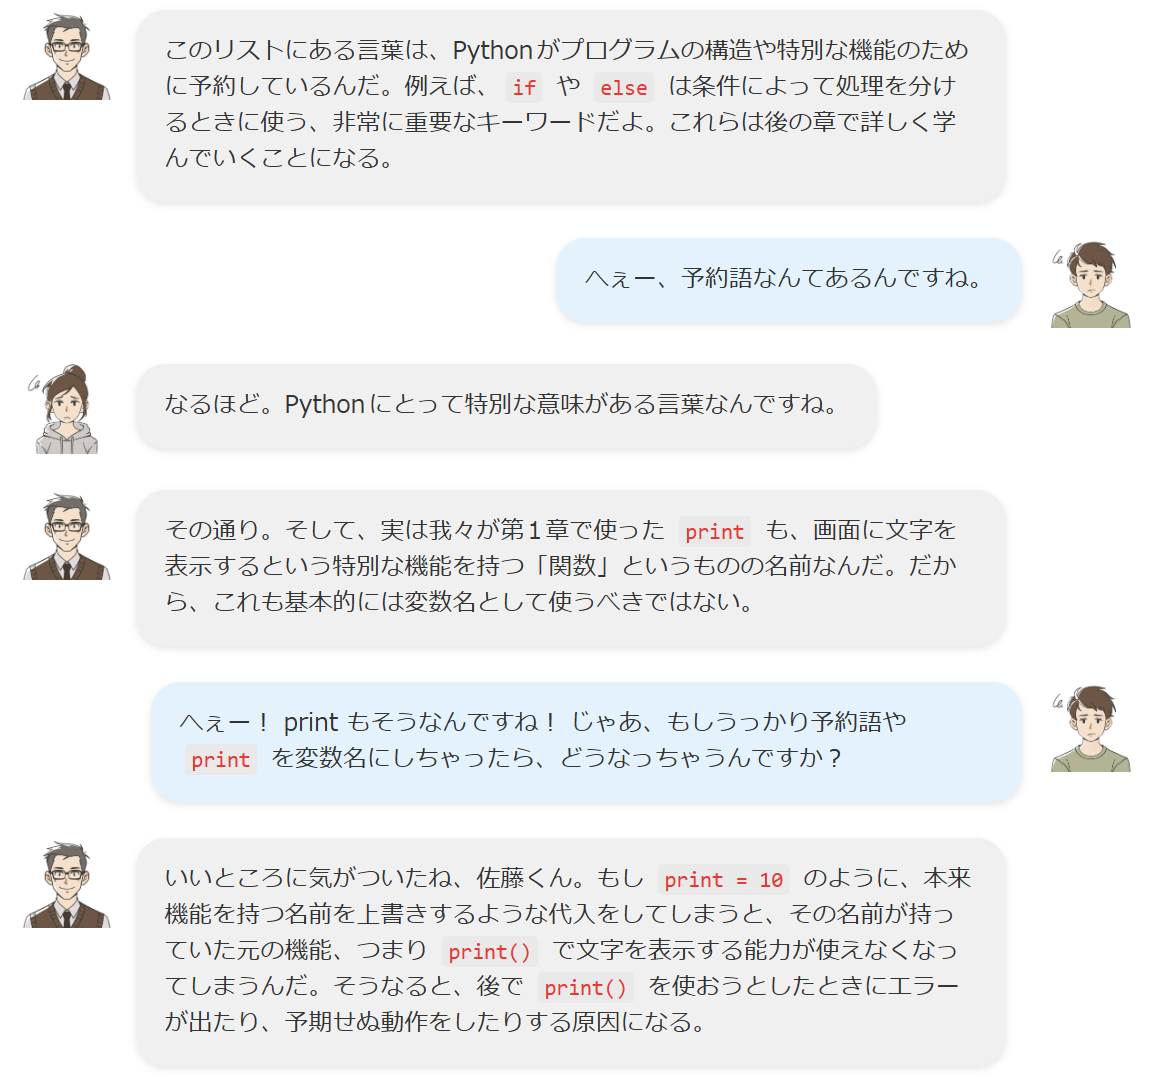 このリストにある言葉は、Pythonがプログラムの構造や特別な機能のため
に予約しているんだ。例えば、 if や else は条件によって処理を分け
るときに使う、非常に重要なキーワードだよ。これらは後の章で詳しく学
んでいくことになる。
へぇー、予約語なんてあるんですね。
なるほど。Pythonにとって特別な意味がある言葉なんですね。
その通り。そして、実は我々が第１章で使った print も、画面に文字を
表示するという特別な機能を持つ「関数」というものの名前なんだ。だか
ら、これも基本的には変数名として使うべきではない。
へぇー！ print もそうなんですね！ じゃあ、もしうっかり予約語や
print を変数名にしちゃったら、どうなっちゃうんですか？
いいところに気がついたね、佐藤くん。もし print = 10 のように、本来
機能を持つ名前を上書きするような代入をしてしまうと、その名前が持っ
ていた元の機能、つまり print() で文字を表示する能力が使えなくなっ
てしまうんだ。そうなると、後で print() を使おうとしたときにエラー
が出たり、予期せぬ動作をしたりする原因になる。